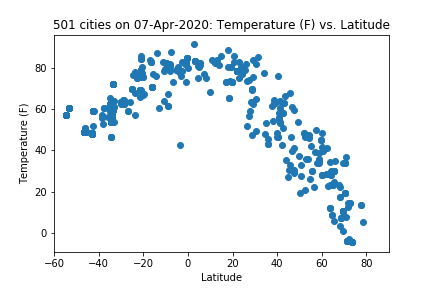 501 cities on 07-Apr-2020: Temperature (F) vs. Latitude
Temperature (F)
80
60
40
20
0
−60 −40 −20 0 20 40 60 80
Latitude